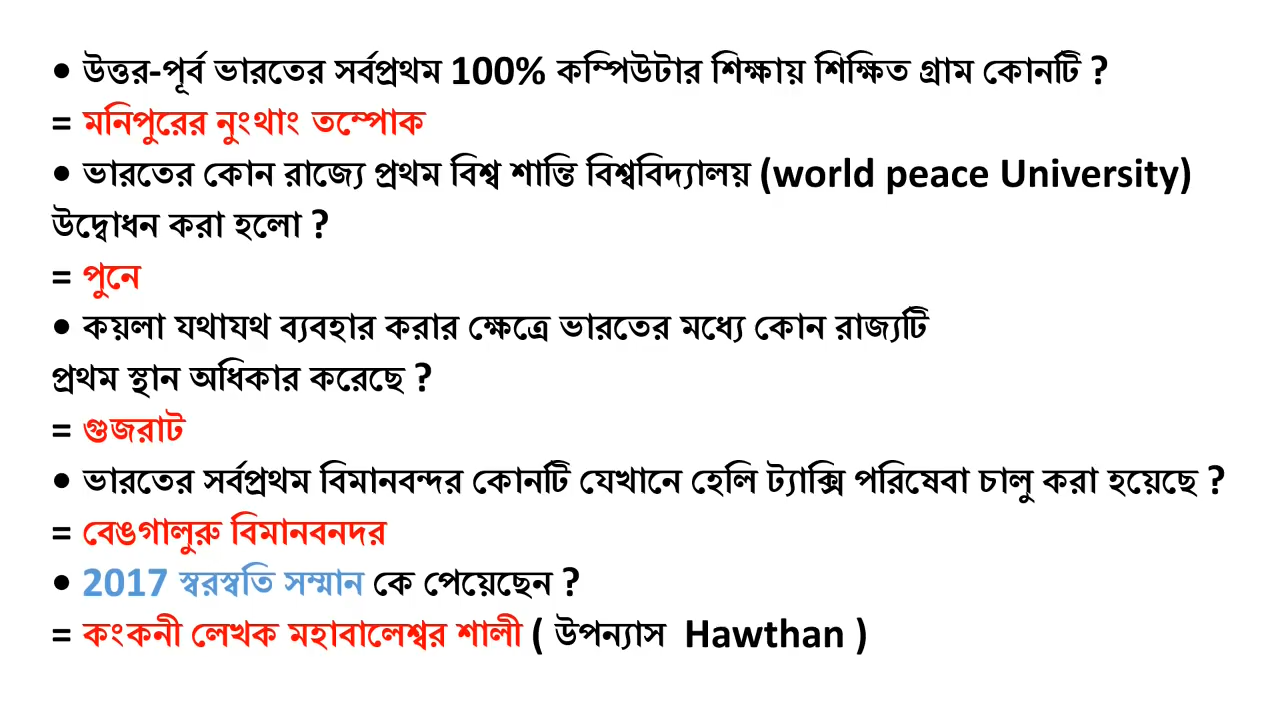 • উত্তর-পূর্ব ভারতের সর্বপ্রথম 100% কম্পিউটার শিক্ষায় শিক্ষিত গ্রাম কোনটি ?
= মনিপুরের নুংথাং তম্পোক
• ভারতের কোন রাজ্যে প্রথম বিশ্ব শান্তি বিশ্ববিদ্যালয় (world peace University)
উদ্বোধন করা হলো ?
= পুনে
• কয়লা যথাযথ ব্যবহার করার ক্ষেত্রে ভারতের মধ্যে কোন রাজ্যটি
প্রথম স্থান অধিকার করেছে ?
= গুজরাট
• ভারতের সর্বপ্রথম বিমানবন্দর কোনটি যেখানে হেলি ট্যাক্সি পরিষেবা চালু করা হয়েছে ?
= বেঙগালুরু বিমানবনদর
• 2017 স্বরস্বতি সম্মান কে পেয়েছেন ?
= কংকনী লেখক মহাবালেশ্বর শালী ( উপন্যাস Hawthan )